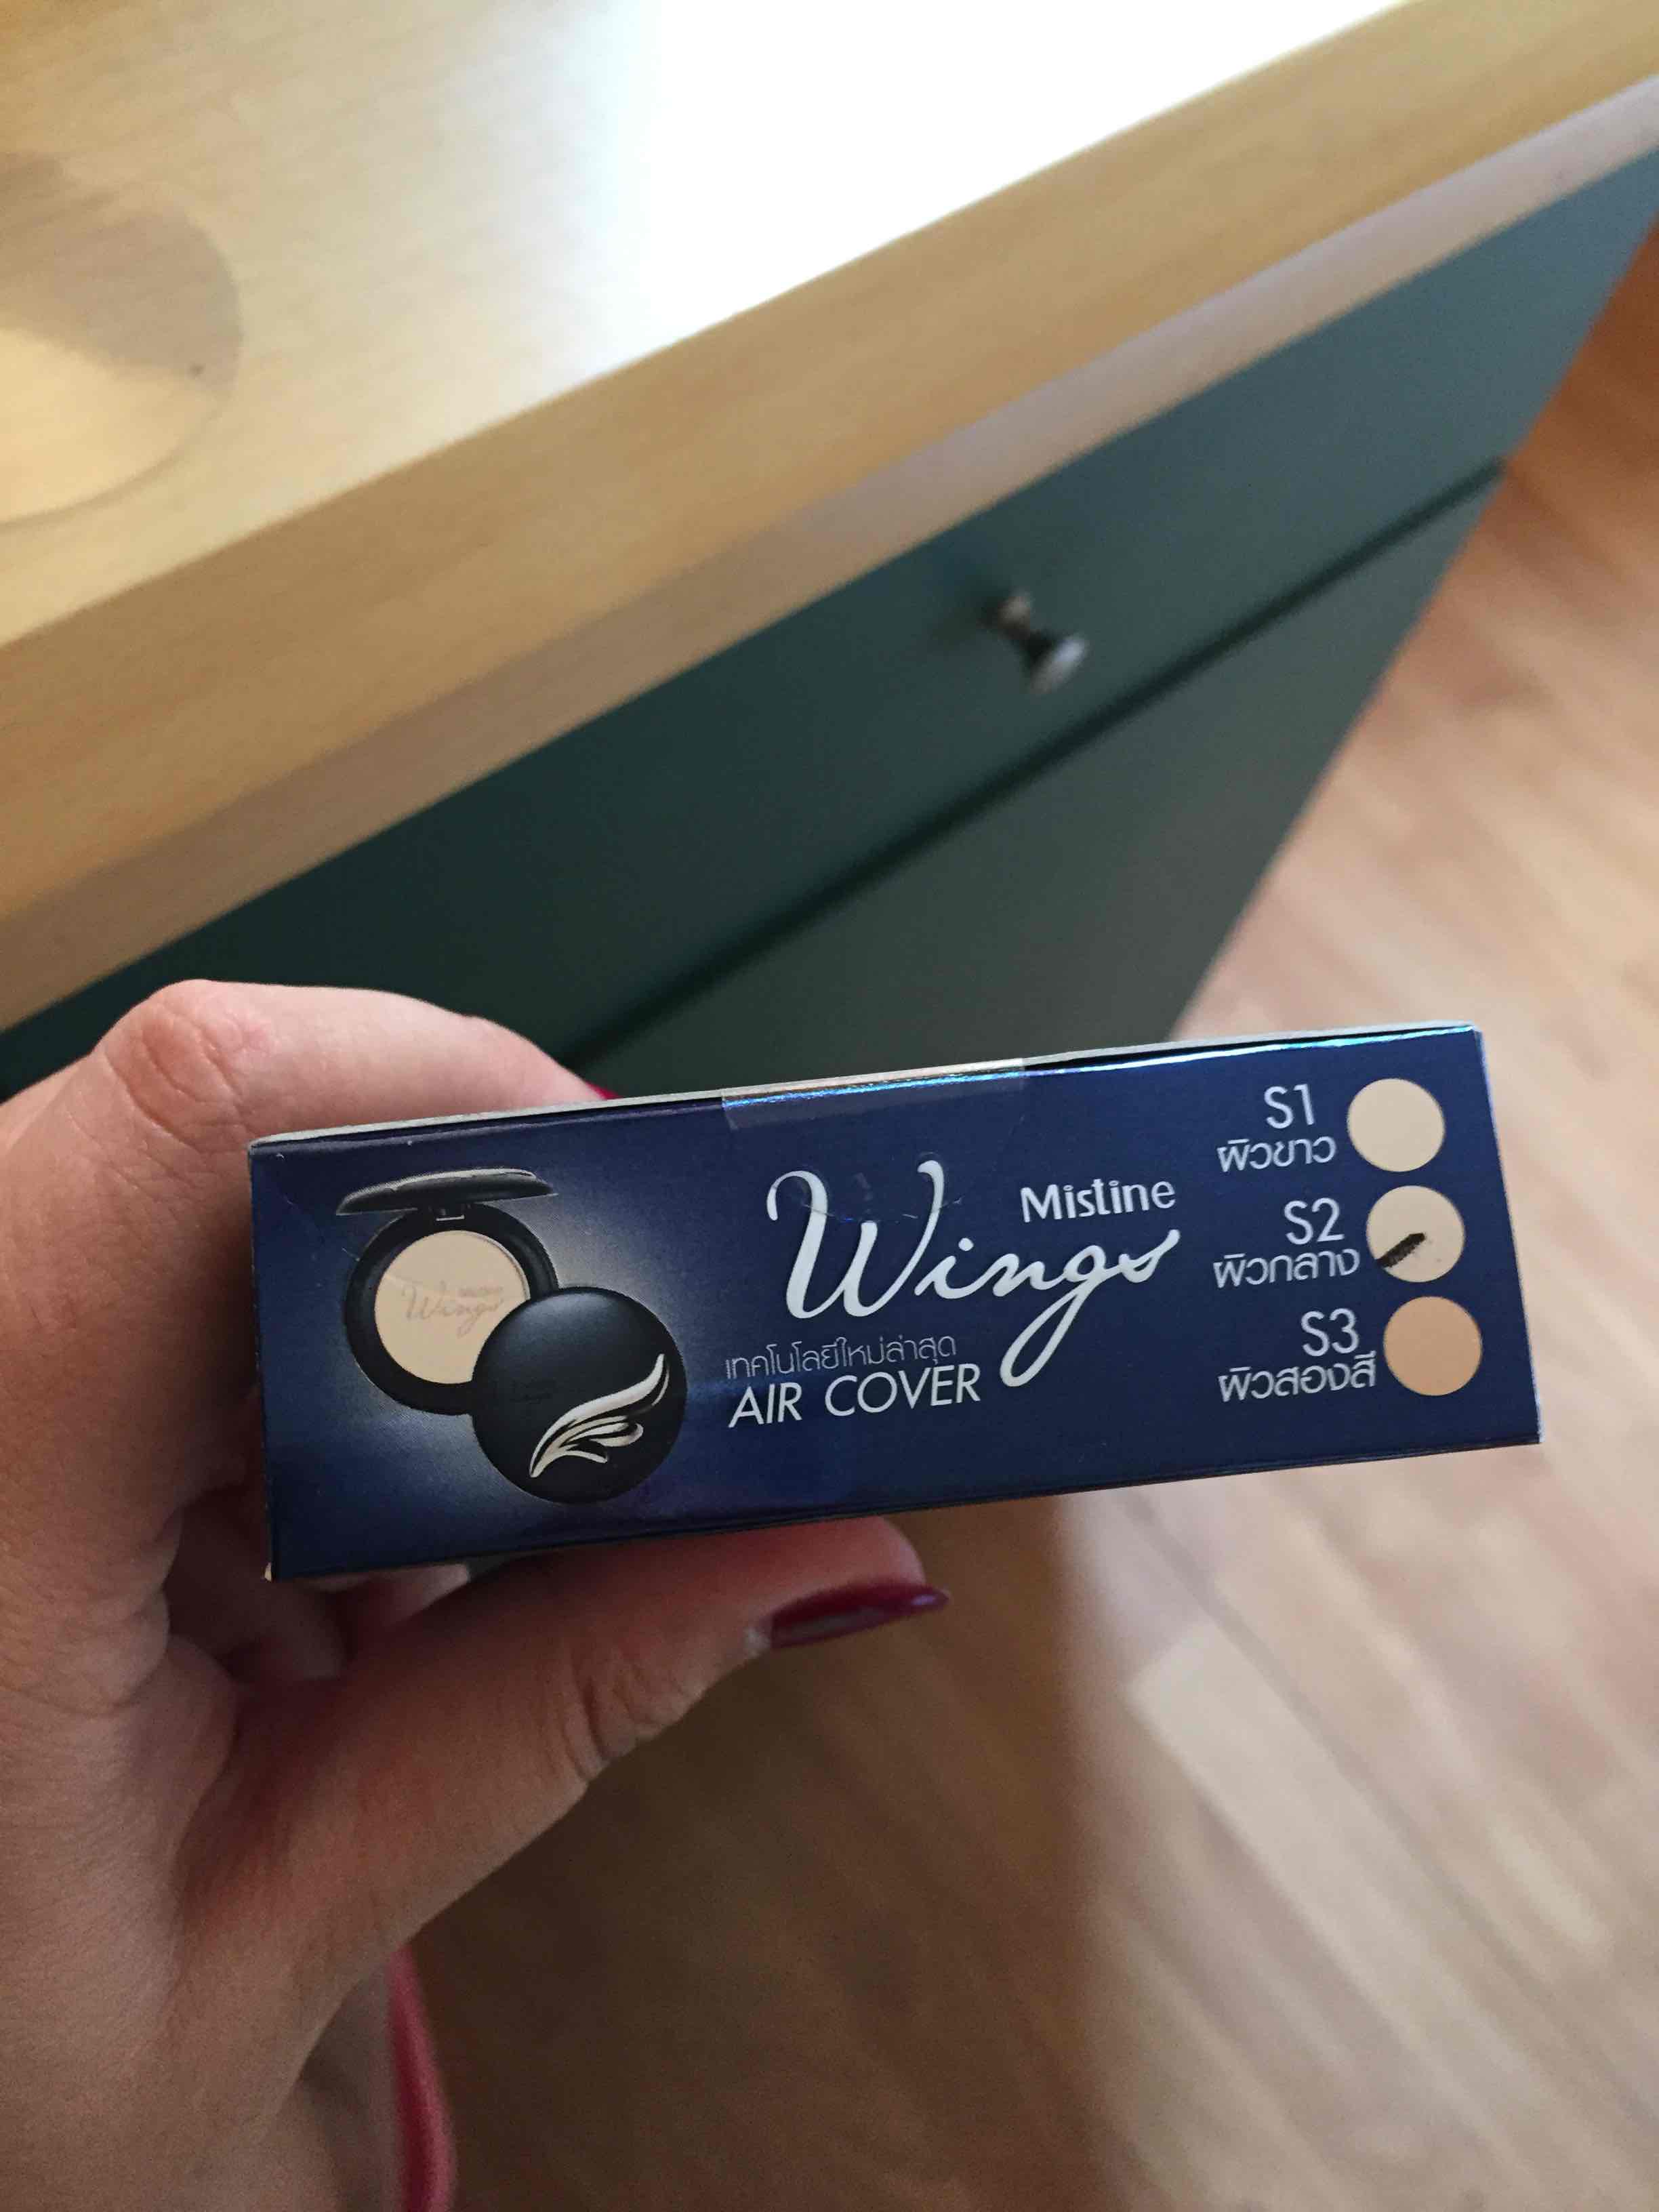 Mistine
Wings
เทคโนโลยีใหม่ล่าสุด
AIR COVER
S1
ผิวขาว
S2
ผิวกลาง
S3
ผิวสองสี
Wings